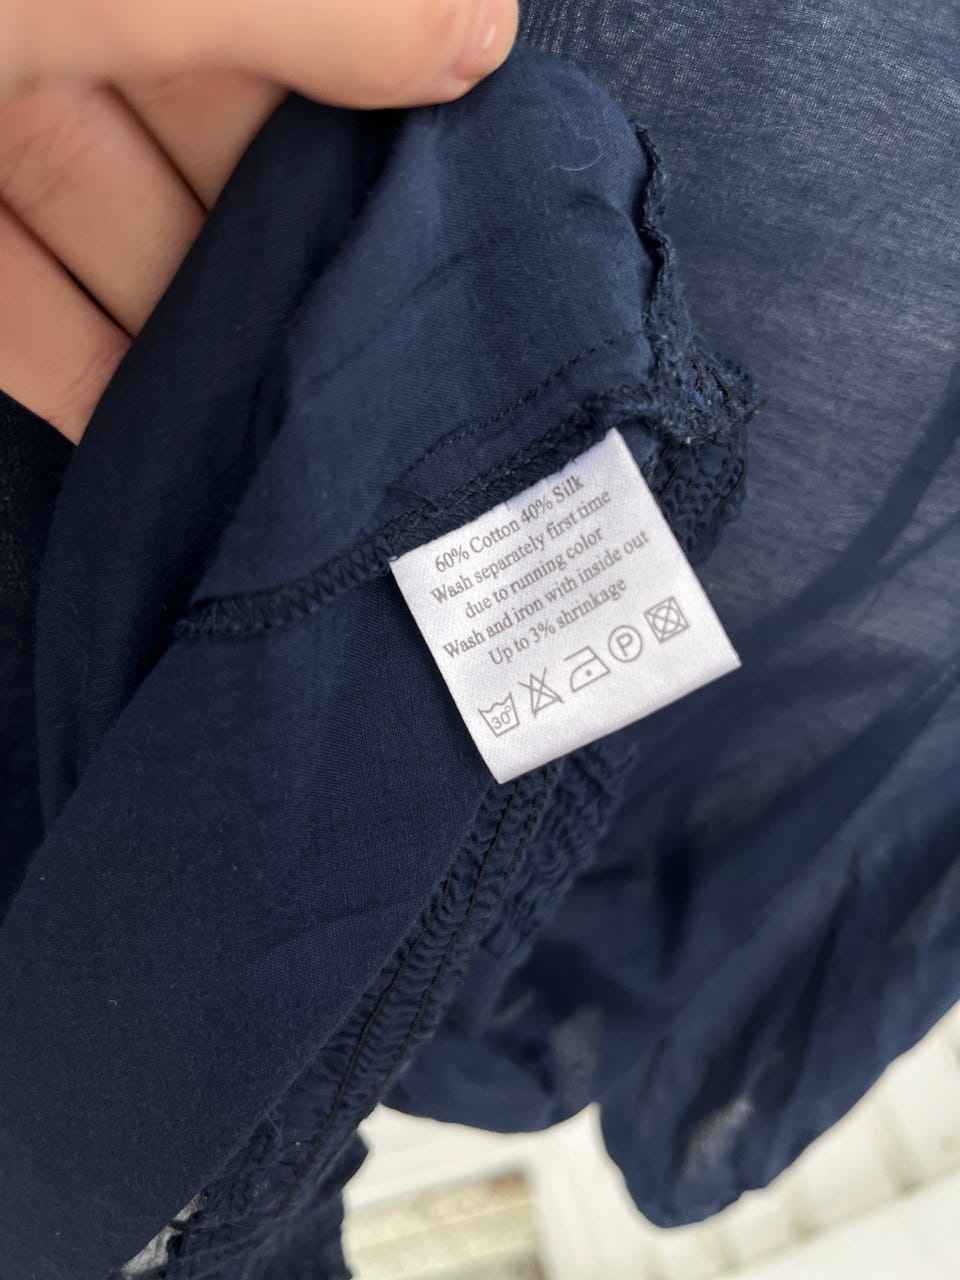 60% Cotton 40% Silk
Wash separately first time
due to running color
Wash and iron with inside out
Up to 3% shrinkage
30° P